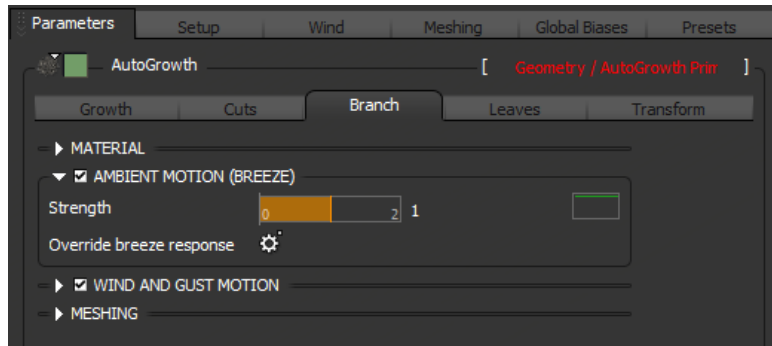 Parameters Setup Wind Meshing Global Biases Presets
AutoGrowth [ Geometry / AutoGrowth Prim ]
Growth Cuts Branch Leaves Transform
MATERIAL
AMBIENT MOTION (BREEZE)
Strength 0 2 1
Override breeze response
WIND AND GUST MOTION
MESHING